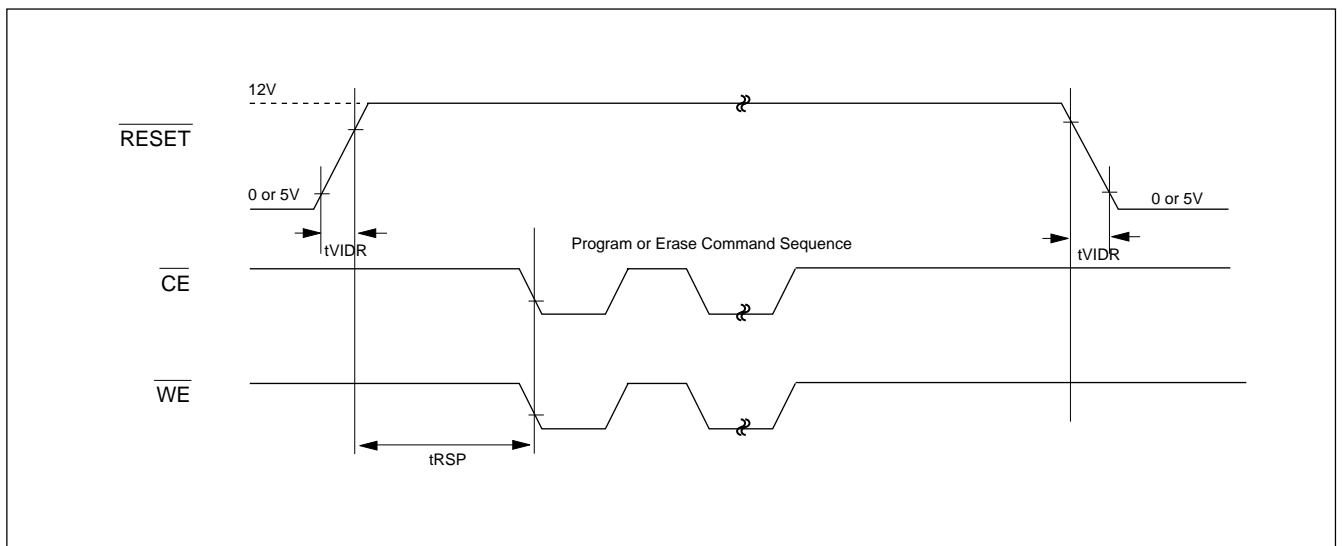 12V
RESET
0 or 5V
0 or 5V
tVIDR
tVIDR
Program or Erase Command Sequence
CE
WE
tRSP